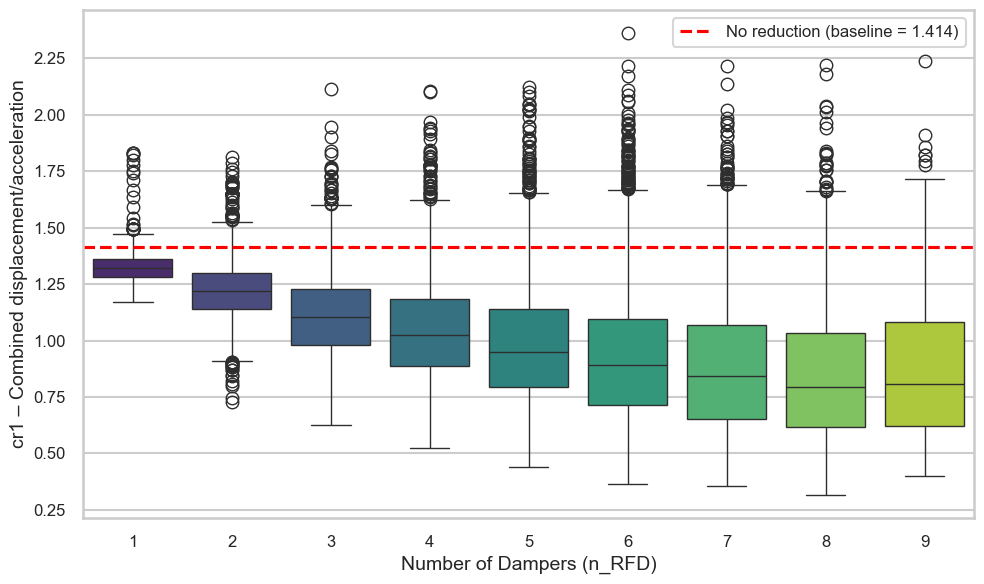 No reduction (baseline = 1.414)
cr1 – Combined displacement/acceleration
2.25
2.00
1.75
1.50
1.25
1.00
0.75
0.50
0.25
1 2 3 4 5 6 7 8 9
Number of Dampers (n_RFD)